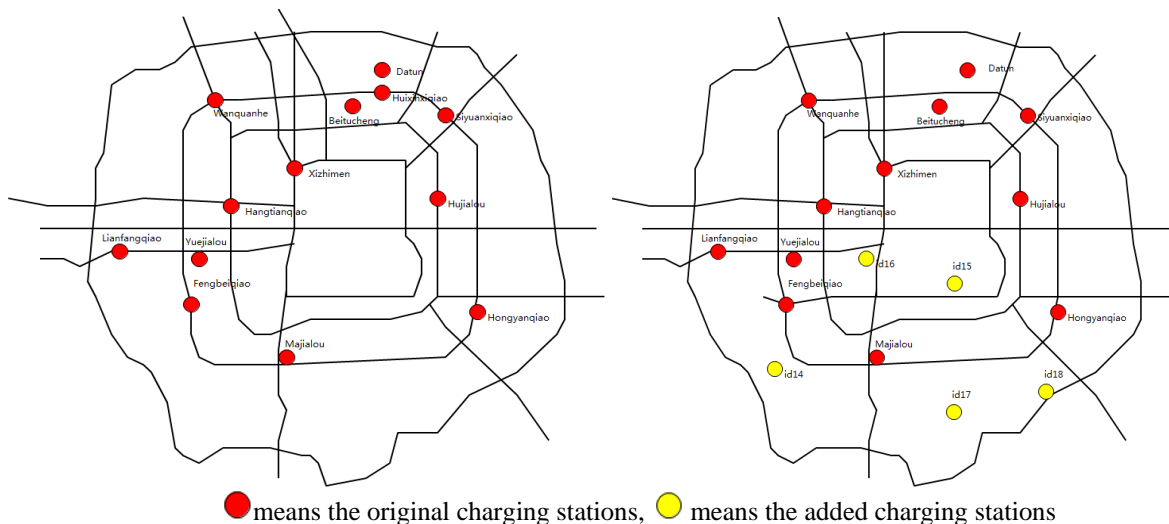 Datun
Huixinxiqiao
Wanquanhe
Beitucheng
Siyuanxiqiao
Xizhimen
Hangtianqiao
Hujialou
Lianfangqiao
Yuejialou
Fengbeiqiao
Hongyanqiao
Majialou
Datun
Wanquanhe
Beitucheng
Siyuanxiqiao
Xizhimen
Hangtianqiao
Hujialou
Lianfangqiao
Yuejialou
id16
id15
Fengbeiqiao
Hongyanqiao
Majialou
id14
id18
id17
means the original charging stations, means the added charging stations